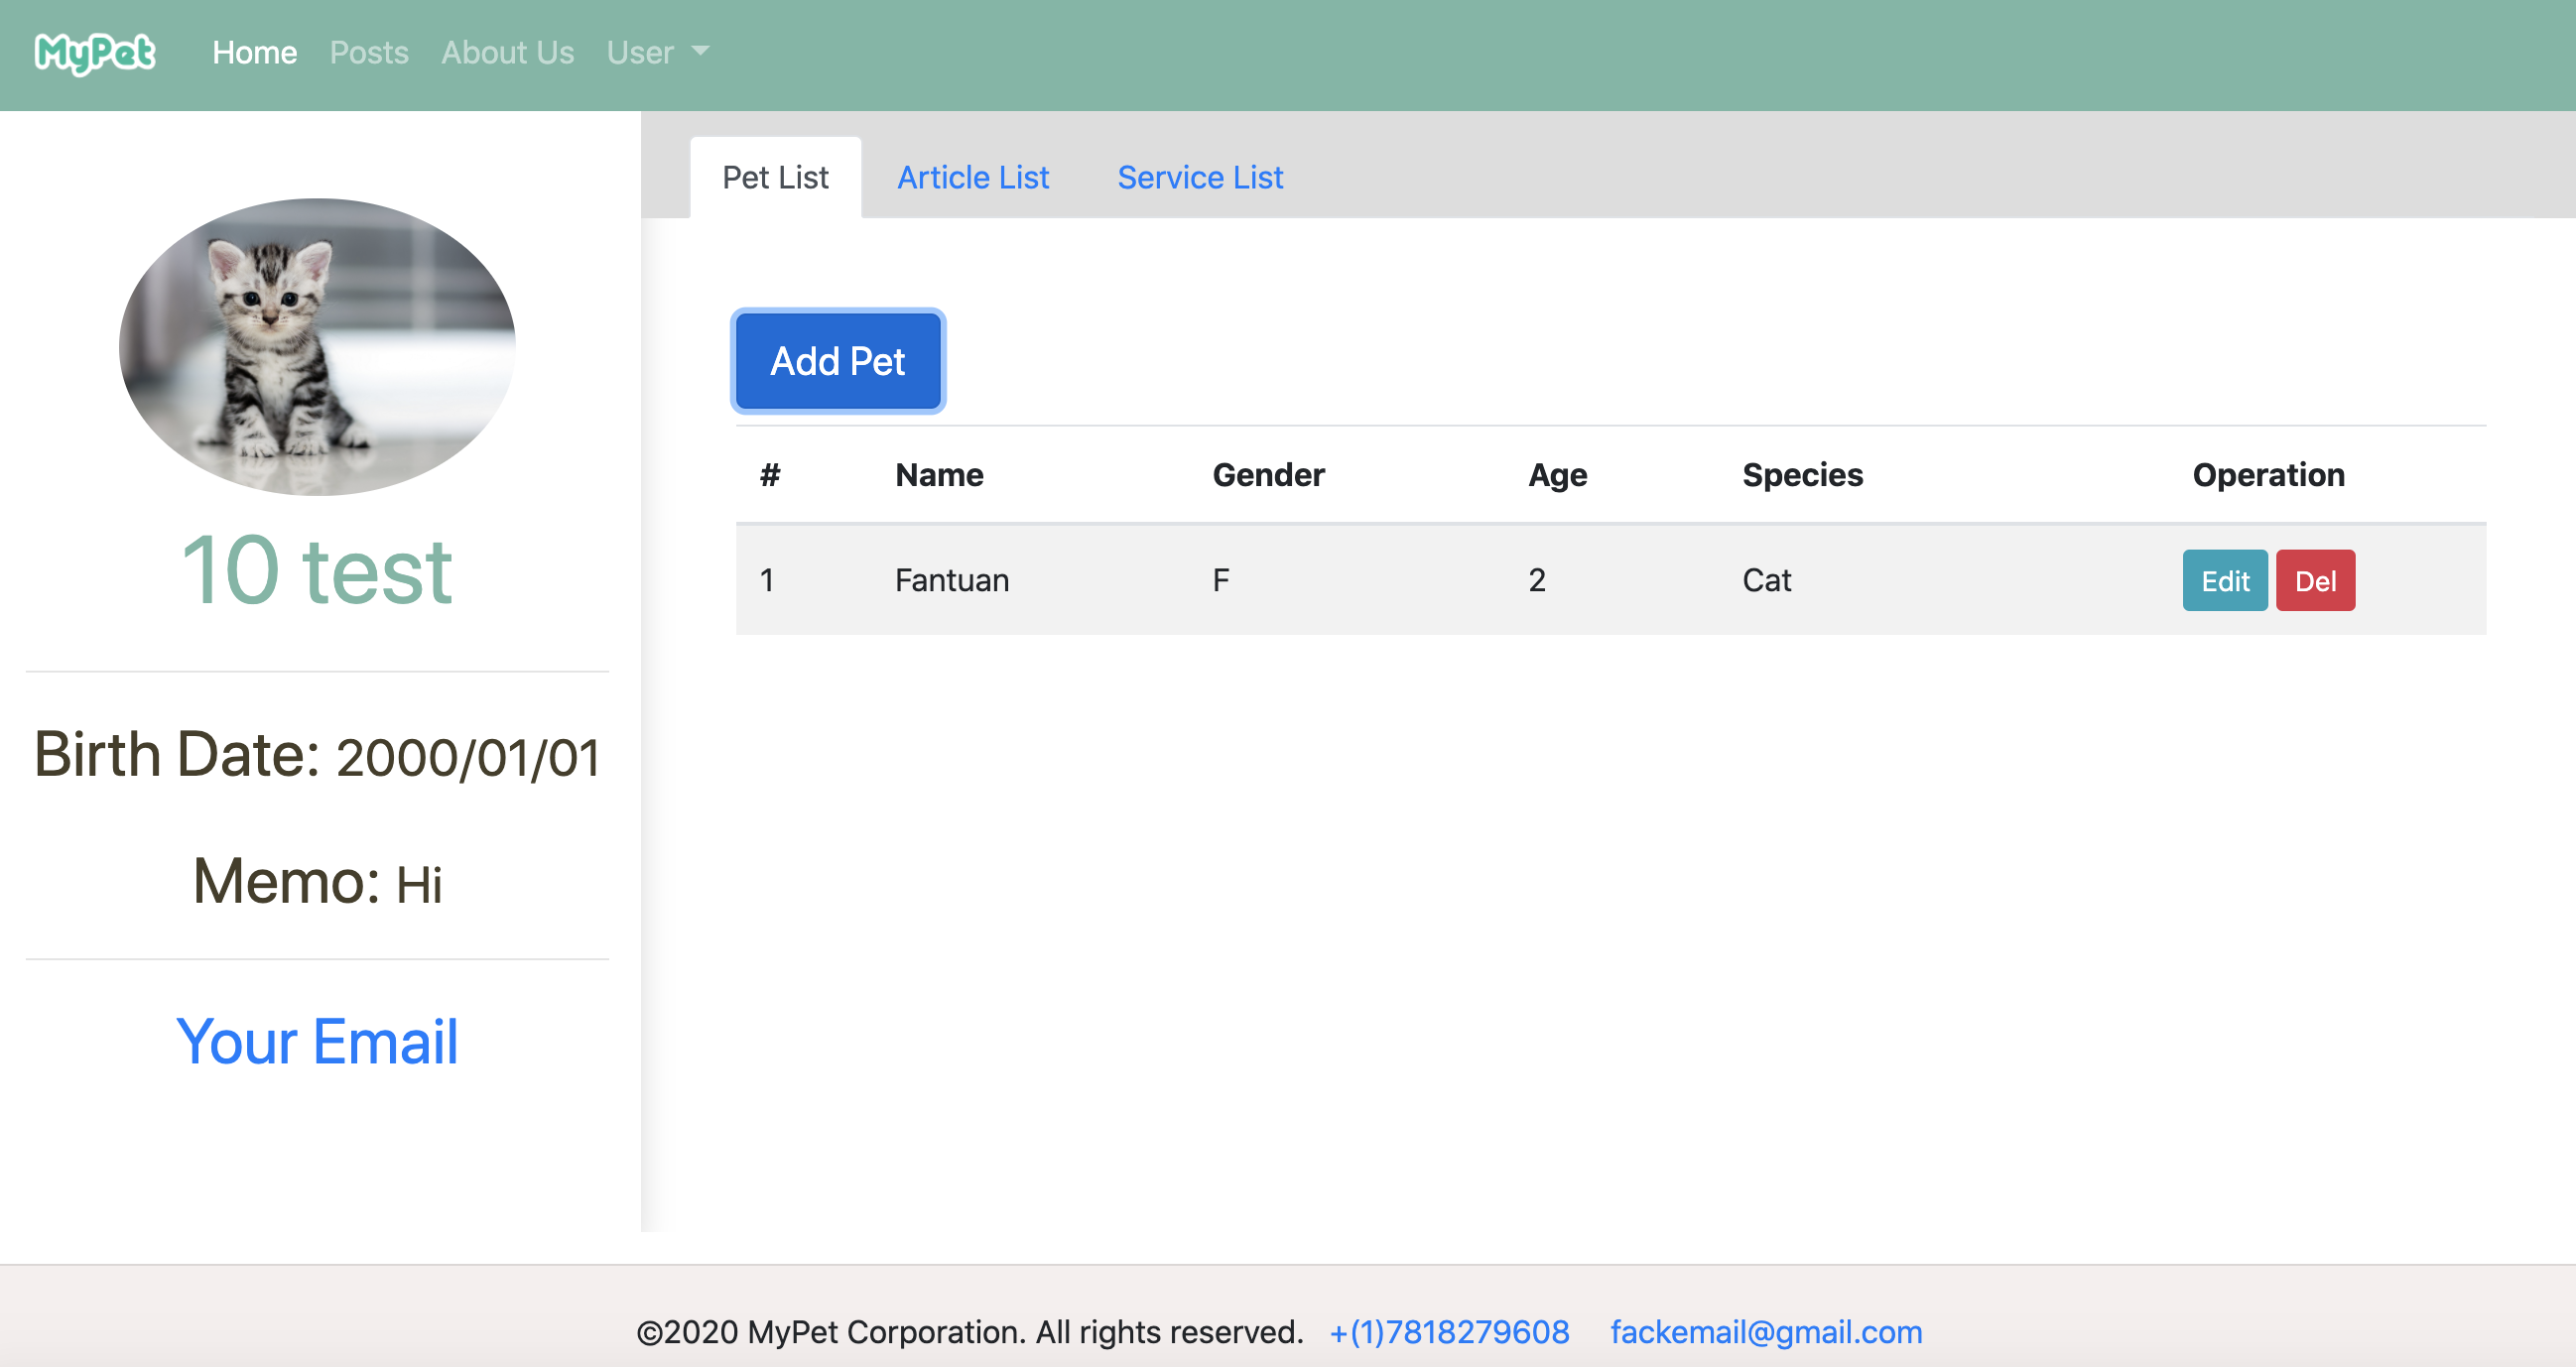 MyPet Home Posts About Us User
Pet List Article List Service List
Add Pet
# Name Gender Age Species Operation
1 Fantuan F 2 Cat Edit Del
10 test
Birth Date: 2000/01/01
Memo: Hi
Your Email
©2020 MyPet Corporation. All rights reserved. +(1)7818279608 fackemail@gmail.com